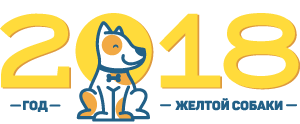 2018
— ГОД — — ЖЕЛТОЙ СОБАКИ —